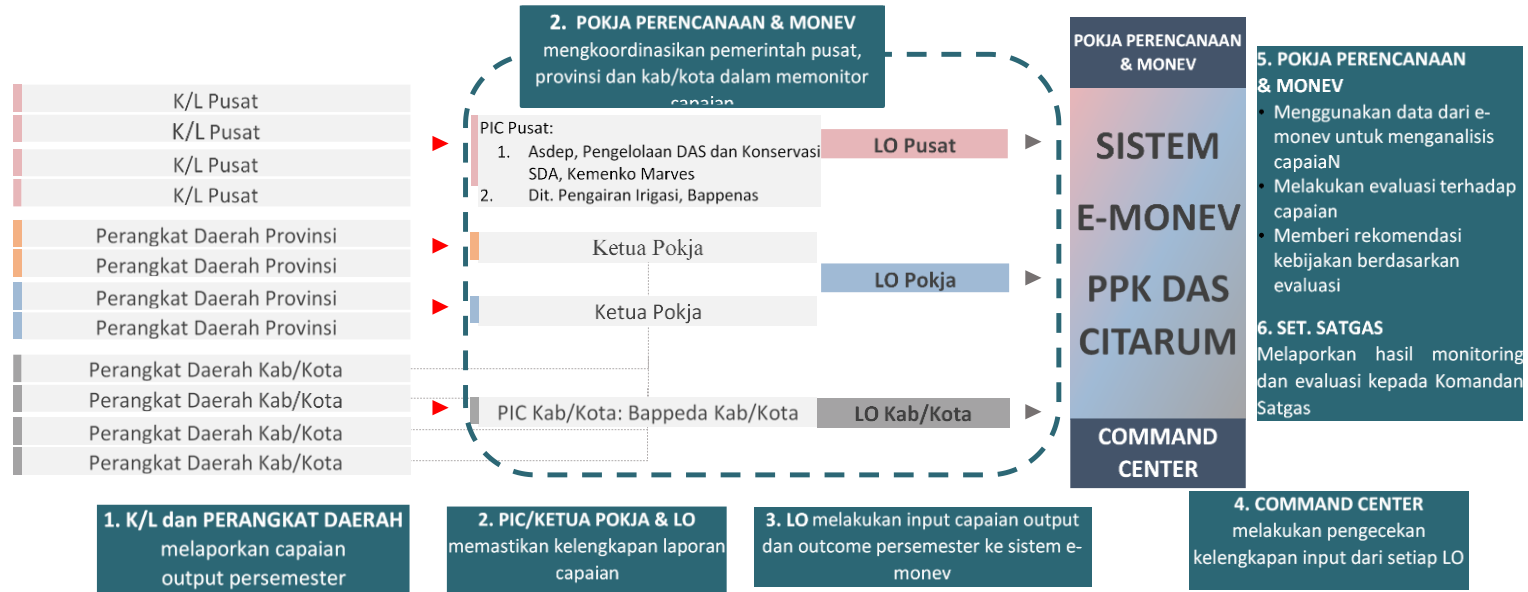 2. POKJA PERENCANAAN & MONEV
mengkoordinasikan pemerintah pusat,
provinsi dan kab/kota dalam memonitor
capaian
K/L Pusat
K/L Pusat
K/L Pusat
K/L Pusat
Perangkat Daerah Provinsi
Perangkat Daerah Provinsi
Perangkat Daerah Provinsi
Perangkat Daerah Provinsi
Perangkat Daerah Kab/Kota
Perangkat Daerah Kab/Kota
Perangkat Daerah Kab/Kota
Perangkat Daerah Kab/Kota
PIC Pusat:
1. Asdep, Pengelolaan DAS dan Konservasi
SDA, Kemenko Marves
2. Dit. Pengairan Irigasi, Bappenas
Ketua Pokja
Ketua Pokja
PIC Kab/Kota: Bappeda Kab/Kota
LO Pusat
LO Pokja
LO Kab/Kota
POKJA PERENCANAAN
& MONEV
SISTEM
E-MONEV
PPK DAS
CITARUM
COMMAND
CENTER
5. POKJA PERENCANAAN
& MONEV
• Menggunakan data dari e-
monev untuk menganalisis
capaiaN
• Melakukan evaluasi terhadap
capaian
• Memberi rekomendasi
kebijakan berdasarkan
evaluasi
6. SET. SATGAS
Melaporkan hasil monitoring
dan evaluasi kepada Komandan
Satgas
1. K/L dan PERANGKAT DAERAH
melaporkan capaian
output persemester
2. PIC/KETUA POKJA & LO
memastikan kelengkapan laporan
capaian
3. LO melakukan input capaian output
dan outcome persemester ke sistem e-
monev
4. COMMAND CENTER
melakukan pengecekan
kelengkapan input dari setiap LO